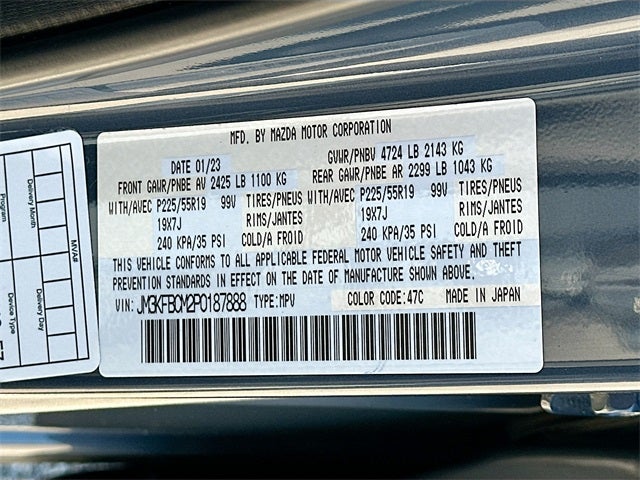 MFD. BY MAZDA MOTOR CORPORATION
DATE 01/23
GVWR/PNBV 4724 LB 2143 KG
FRONT GAWR/PNBE AV 2425 LB 1100 KG
REAR GAWR/PNBE AR 2299 LB 1043 KG
WITH/AVEC P225/55R19 99V TIRES/PNEUS
19X7J RIMS/JANTES
240 KPA/35 PSI COLD/A FROID
WITH/AVEC P225/55R19 99V TIRES/PNEUS
19X7J RIMS/JANTES
240 KPA/35 PSI COLD/A FROID
THIS VEHICLE CONFORMS TO ALL APPLICABLE FEDERAL MOTOR VEHICLE SAFETY AND THEFT
PREVENTION STANDARDS IN EFFECT ON THE DATE OF MANUFACTURE SHOWN ABOVE.
VIN: JM3KFBCM2P0187888 TYPE:MPV COLOR CODE:47C MADE IN JAPAN
MVA#
Delivery Month
Delivery Day
Program
Device Type